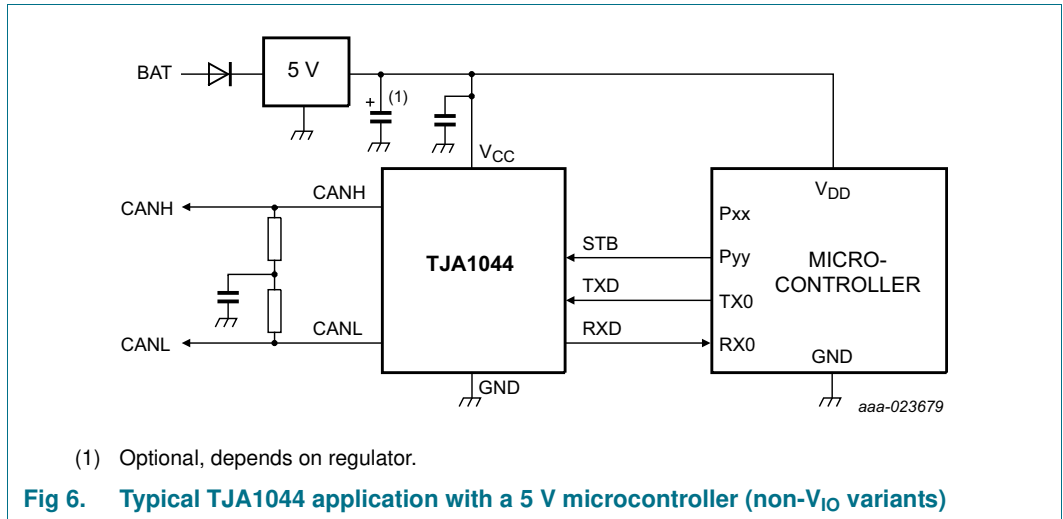 BAT
5 V
+
(1)
VCC
CANH
CANH
VDD
Pxx
STB
Pyy
TJA1044
MICRO-
CONTROLLER
TXD
TX0
RXD
RX0
CANL
CANL
GND
GND
aaa-023679
(1) Optional, depends on regulator.
Fig 6. Typical TJA1044 application with a 5 V microcontroller (non-VIO variants)